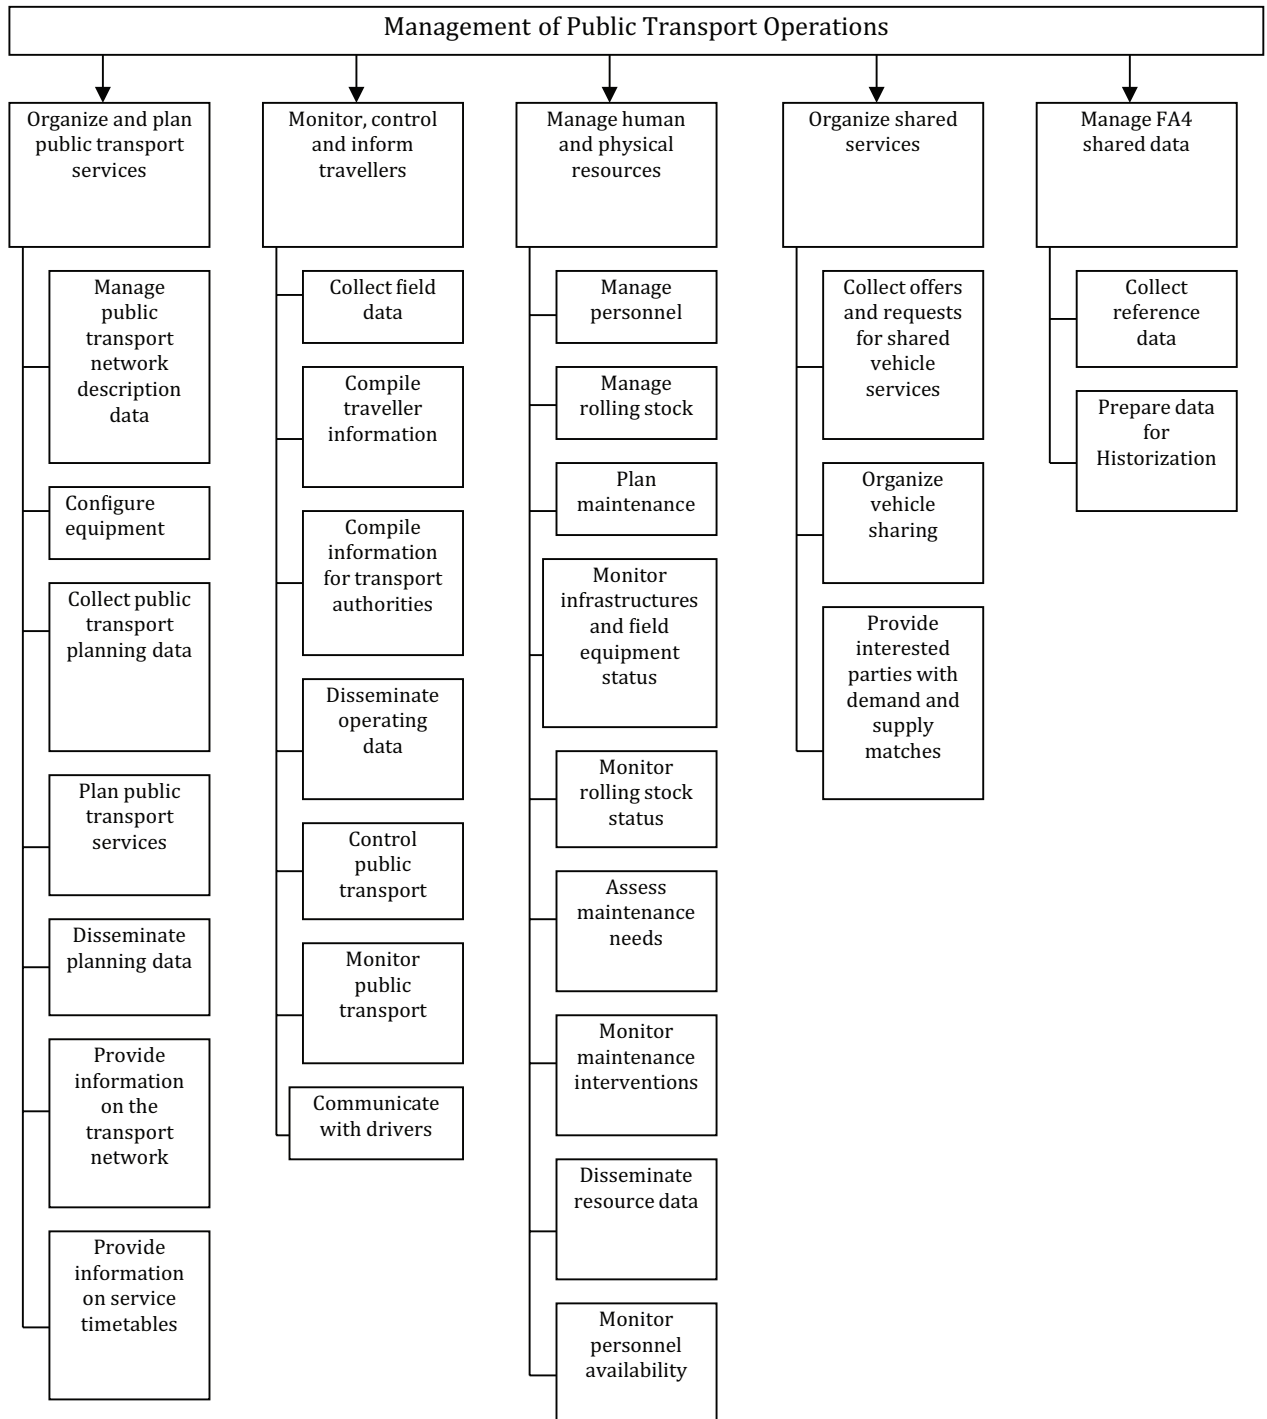 Management of Public Transport Operations
Organize and plan
public transport
services
Manage
public
transport
network
description
data
Configure
equipment
Collect public
transport
planning data
Plan public
transport
services
Disseminate
planning data
Provide
information
on the
transport
network
Provide
information
on service
timetables
Monitor, control
and inform
travellers
Collect field
data
Compile
traveller
information
Compile
information
for transport
authorities
Disseminate
operating
data
Control
public
transport
Monitor
public
transport
Communicate
with drivers
Manage human
and physical
resources
Manage
personnel
Manage
rolling stock
Plan
maintenance
Monitor
infrastructures
and field
equipment
status
Monitor
rolling stock
status
Assess
maintenance
needs
Monitor
maintenance
interventions
Disseminate
resource data
Monitor
personnel
availability
Organize shared
services
Collect offers
and requests
for shared
vehicle
services
Organize
vehicle
sharing
Provide
interested
parties with
demand and
supply
matches
Manage FA4
shared data
Collect
reference
data
Prepare data
for
Historization